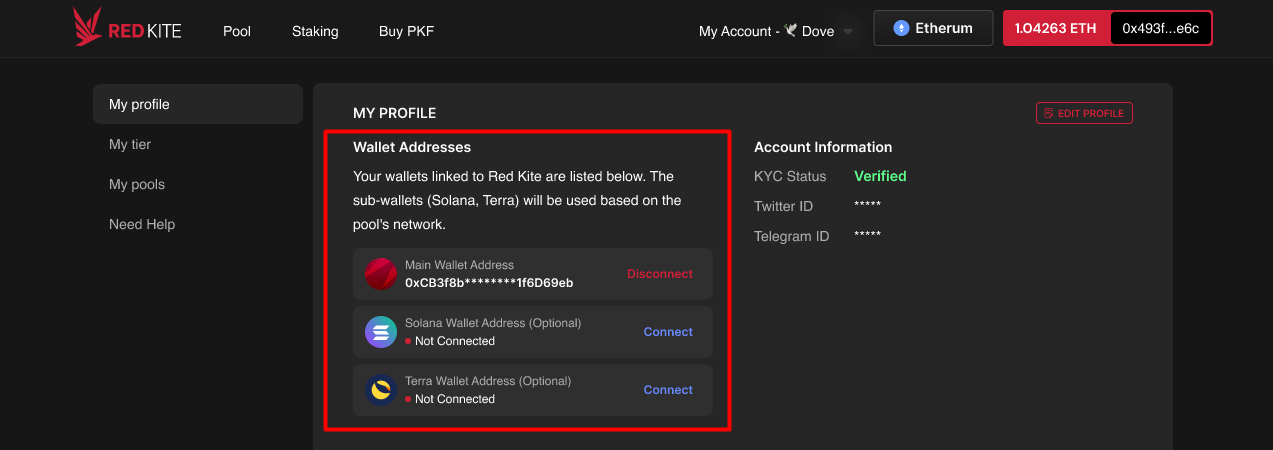 RED KITE
Pool
Staking
Buy PKF
My Account - 🕊 Dove
Etherum
1.04263 ETH
0x493f...e6c
My profile
My tier
My pools
Need Help
MY PROFILE
EDIT PROFILE
Wallet Addresses
Your wallets linked to Red Kite are listed below. The
sub-wallets (Solana, Terra) will be used based on the
pool's network.
Main Wallet Address
0xCB3f8b********1f6D69eb
Disconnect
Solana Wallet Address (Optional)
Not Connected
Connect
Terra Wallet Address (Optional)
Not Connected
Connect
Account Information
KYC Status Verified
Twitter ID *****
Telegram ID *****